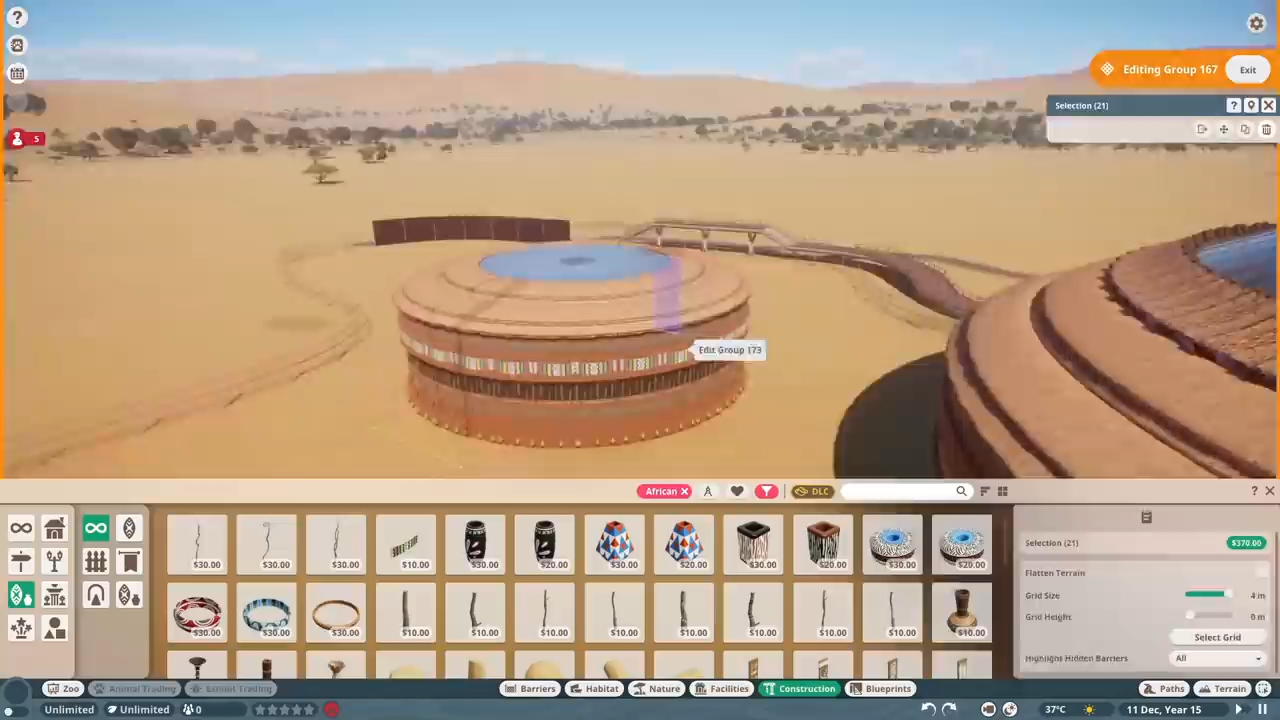 ?
Editing Group 167 Exit
Selection (21) ?
5
Edit Group 173
African DLC ?
$30.00 $30.00 $30.00 $10.00 $30.00 $20.00 $30.00 $20.00 $30.00 $20.00 $30.00 $20.00
Selection (21) $370.00
Flatten Terrain
Grid Size 4 m
$30.00 $30.00 $30.00 $10.00 $10.00 $10.00 $10.00 $10.00 $10.00 $10.00 $10.00 $10.00
Grid Height 0 m
Select Grid
Highlight Hidden Barriers All
Zoo Animal Trading Exhibit Trading Barriers Habitat Nature Facilities Construction Blueprints Paths Terrain
Unlimited Unlimited 0 37°C 11 Dec, Year 15